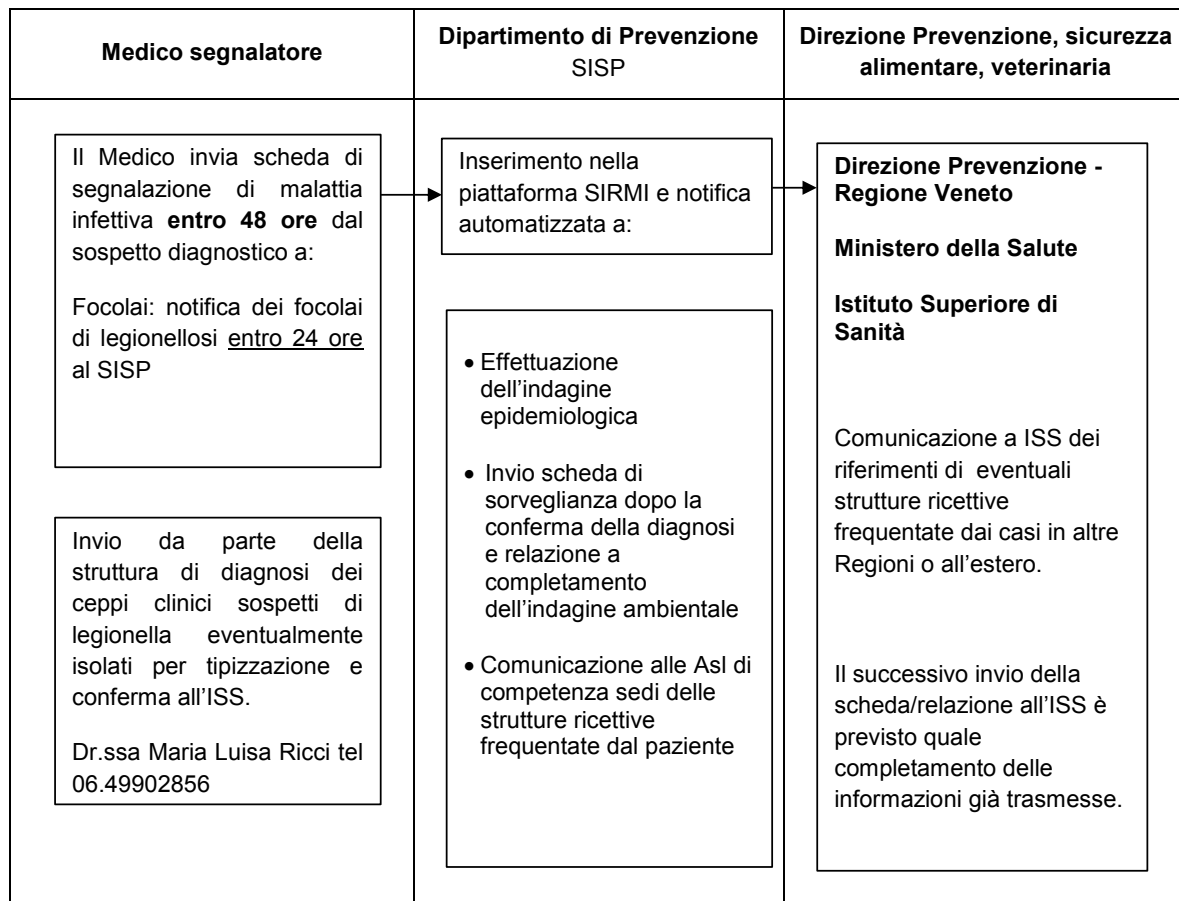 Medico segnalatore
Dipartimento di Prevenzione
SISP
Direzione Prevenzione, sicurezza
alimentare, veterinaria
Il Medico invia scheda di
segnalazione di malattia
infettiva entro 48 ore dal
sospetto diagnostico a:
Focolai: notifica dei focolai
di legionellosi entro 24 ore
al SISP
Invio da parte della
struttura di diagnosi dei
ceppi clinici sospetti di
legionella eventualmente
isolati per tipizzazione e
conferma all’ISS.
Dr.ssa Maria Luisa Ricci tel
06.49902856
Inserimento nella
piattaforma SIRMI e notifica
automatizzata a:
• Effettuazione
dell’indagine
epidemiologica
• Invio scheda di
sorveglianza dopo la
conferma della diagnosi
e relazione a
completamento
dell’indagine ambientale
• Comunicazione alle Asl di
competenza sedi delle
strutture ricettive
frequentate dal paziente
Direzione Prevenzione -
Regione Veneto
Ministero della Salute
Istituto Superiore di
Sanità
Comunicazione a ISS dei
riferimenti di eventuali
strutture ricettive
frequentate dai casi in altre
Regioni o all’estero.
Il successivo invio della
scheda/relazione all’ISS è
previsto quale
completamento delle
informazioni già trasmesse.